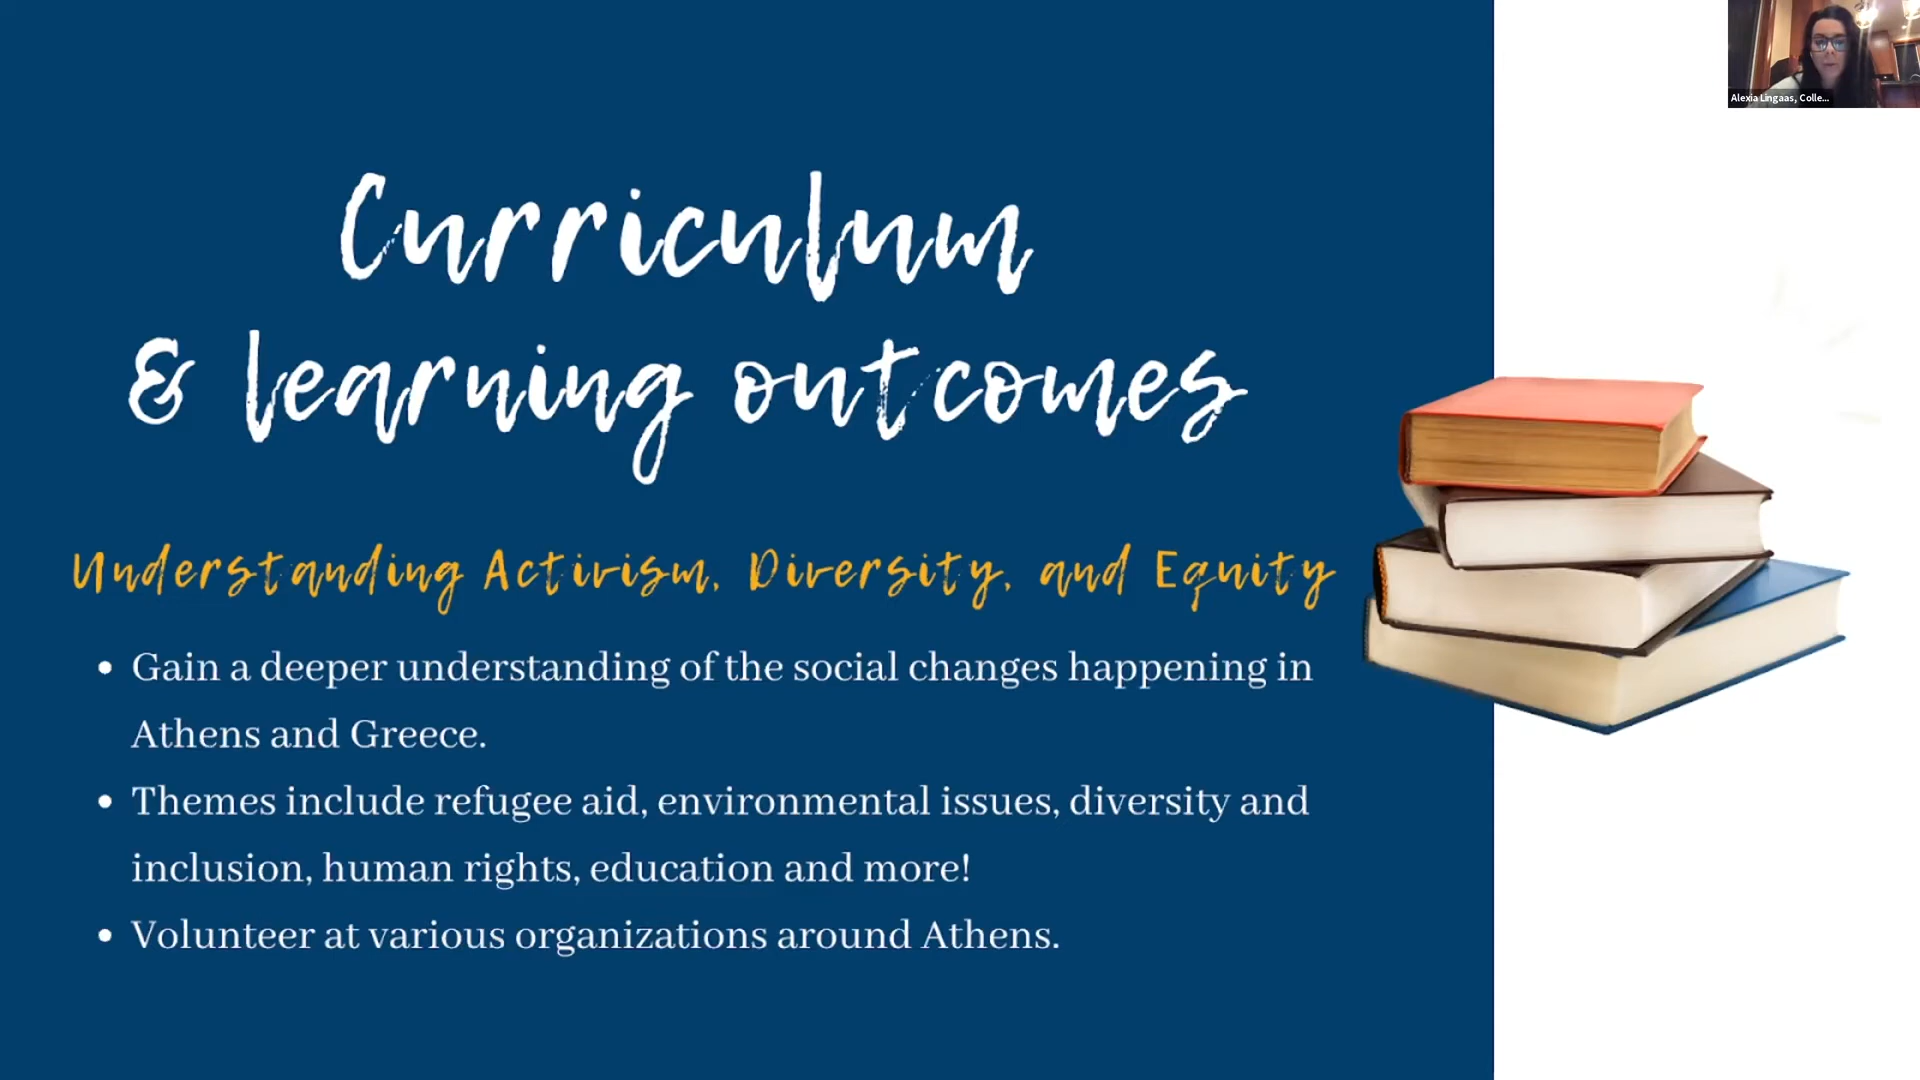 Alexia Lingaas, Colle...
Curriculum
& learning outcomes
Understanding Activism, Diversity, and Equity
• Gain a deeper understanding of the social changes happening in
Athens and Greece.
• Themes include refugee aid, environmental issues, diversity and
inclusion, human rights, education and more!
• Volunteer at various organizations around Athens.